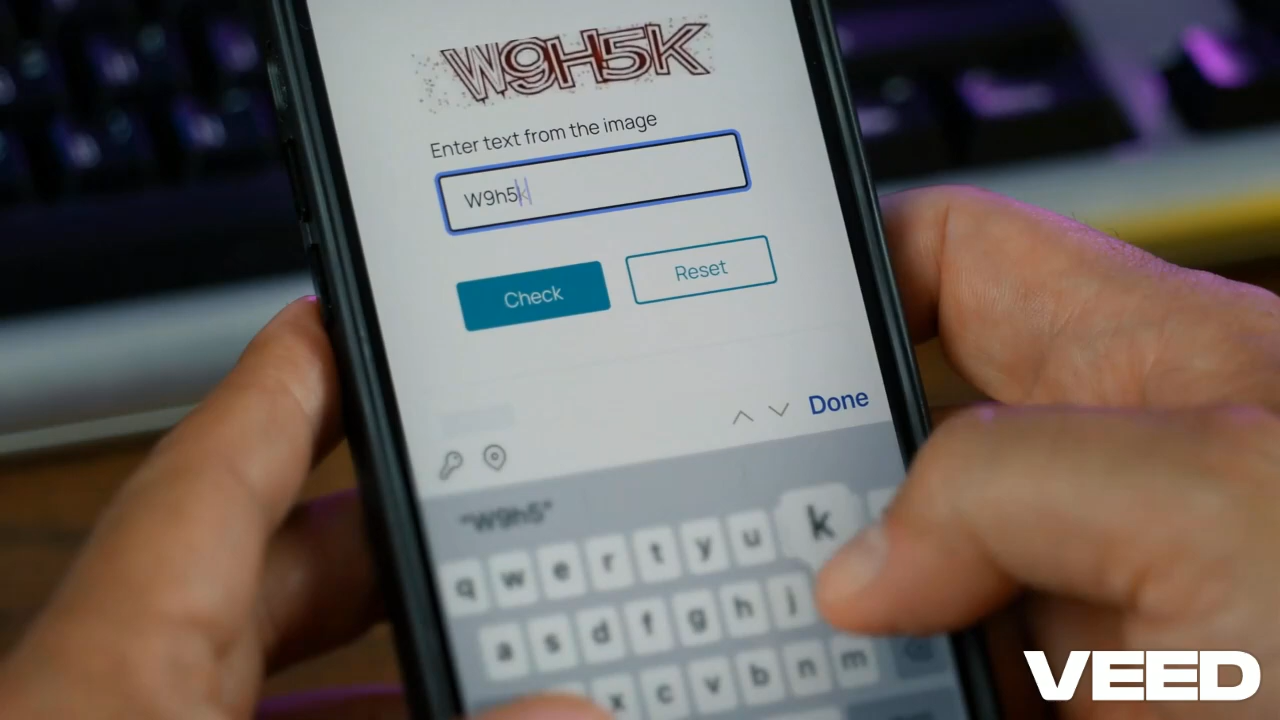 W9H5K
Enter text from the image
W9h5k
Check
Reset
Done
"W9h5"
k
q w e r t y u
a s d f g h j
x c v b n m
VEED